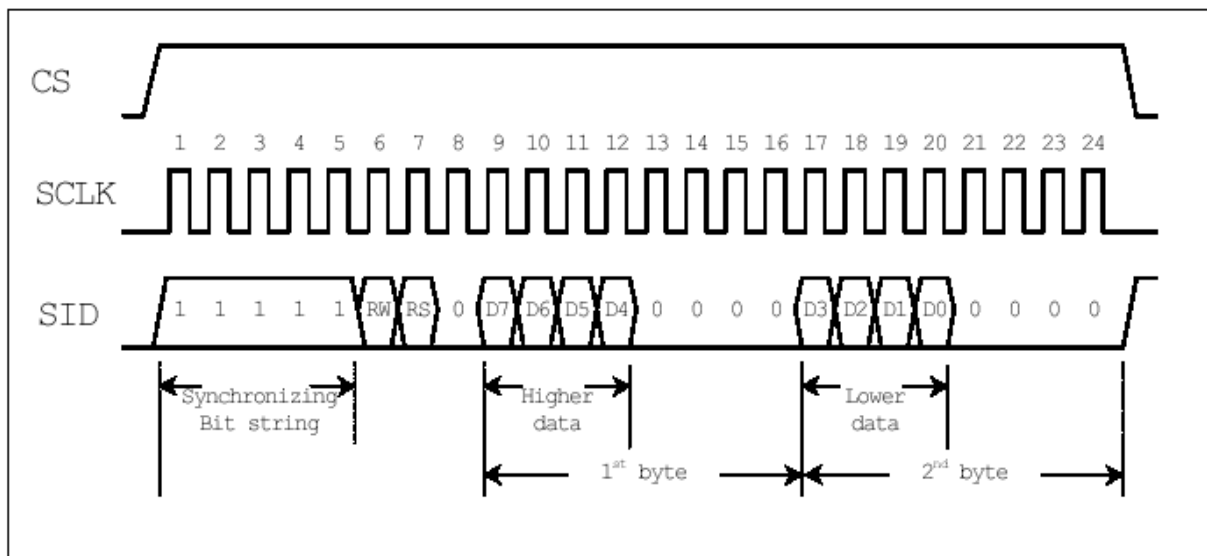 CS
1 2 3 4 5 6 7 8 9 10 11 12 13 14 15 16 17 18 19 20 21 22 23 24
SCLK
SID 1 1 1 1 1 RW RS 0 D7 D6 D5 D4 0 0 0 0 D3 D2 D1 D0 0 0 0 0
Synchronizing Higher Lower
Bit string data data
1st byte 2nd byte